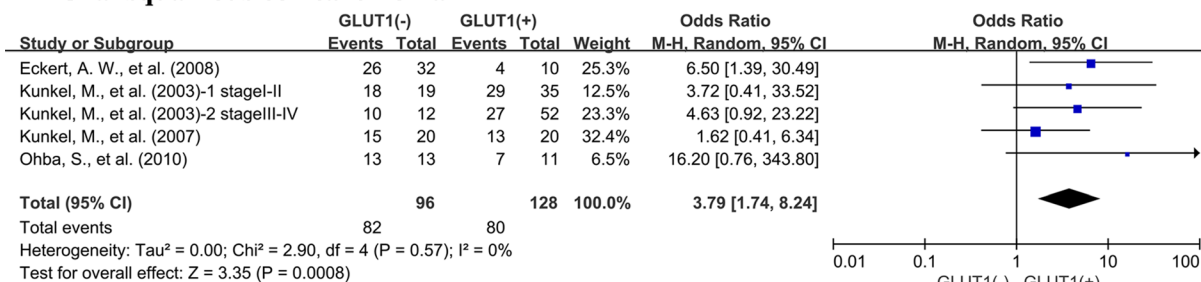 GLUT1(-) GLUT1(+) Odds Ratio Odds Ratio
Study or Subgroup Events Total Events Total Weight M-H, Random, 95% CI M-H, Random, 95% CI
Eckert, A. W., et al. (2008) 26 32 4 10 25.3% 6.50 [1.39, 30.49]
Kunkel, M., et al. (2003)-1 stageI-II 18 19 29 35 12.5% 3.72 [0.41, 33.52]
Kunkel, M., et al. (2003)-2 stageIII-IV 10 12 27 52 23.3% 4.63 [0.92, 23.22]
Kunkel, M., et al. (2007) 15 20 13 20 32.4% 1.62 [0.41, 6.34]
Ohba, S., et al. (2010) 13 13 7 11 6.5% 16.20 [0.76, 343.80]
Total (95% CI) 96 128 100.0% 3.79 [1.74, 8.24]
Total events 82 80
Heterogeneity: Tau² = 0.00; Chi² = 2.90, df = 4 (P = 0.57); I² = 0%
Test for overall effect: Z = 3.35 (P = 0.0008)
0.01 0.1 1 10 100
GLUT1(-) GLUT1(+)